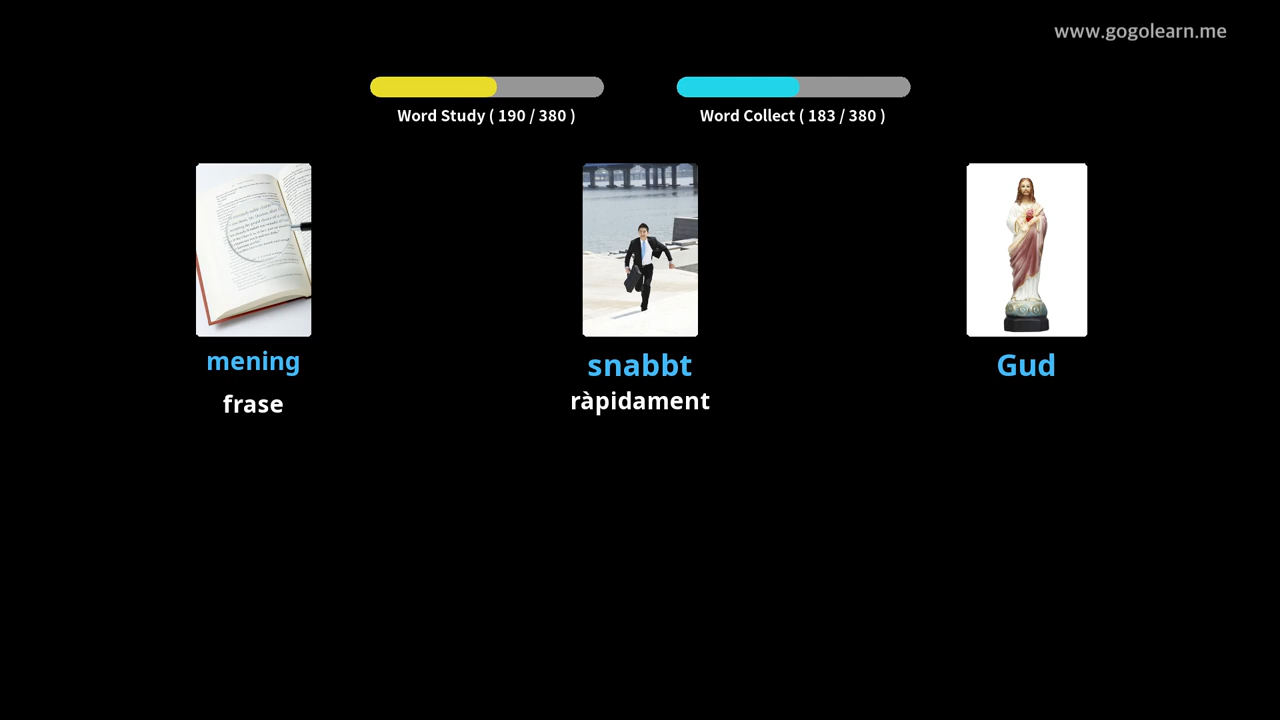 www.gogolearn.me
Word Study ( 190 / 380 )
Word Collect ( 183 / 380 )
mening
frase
snabbt
ràpidament
Gud